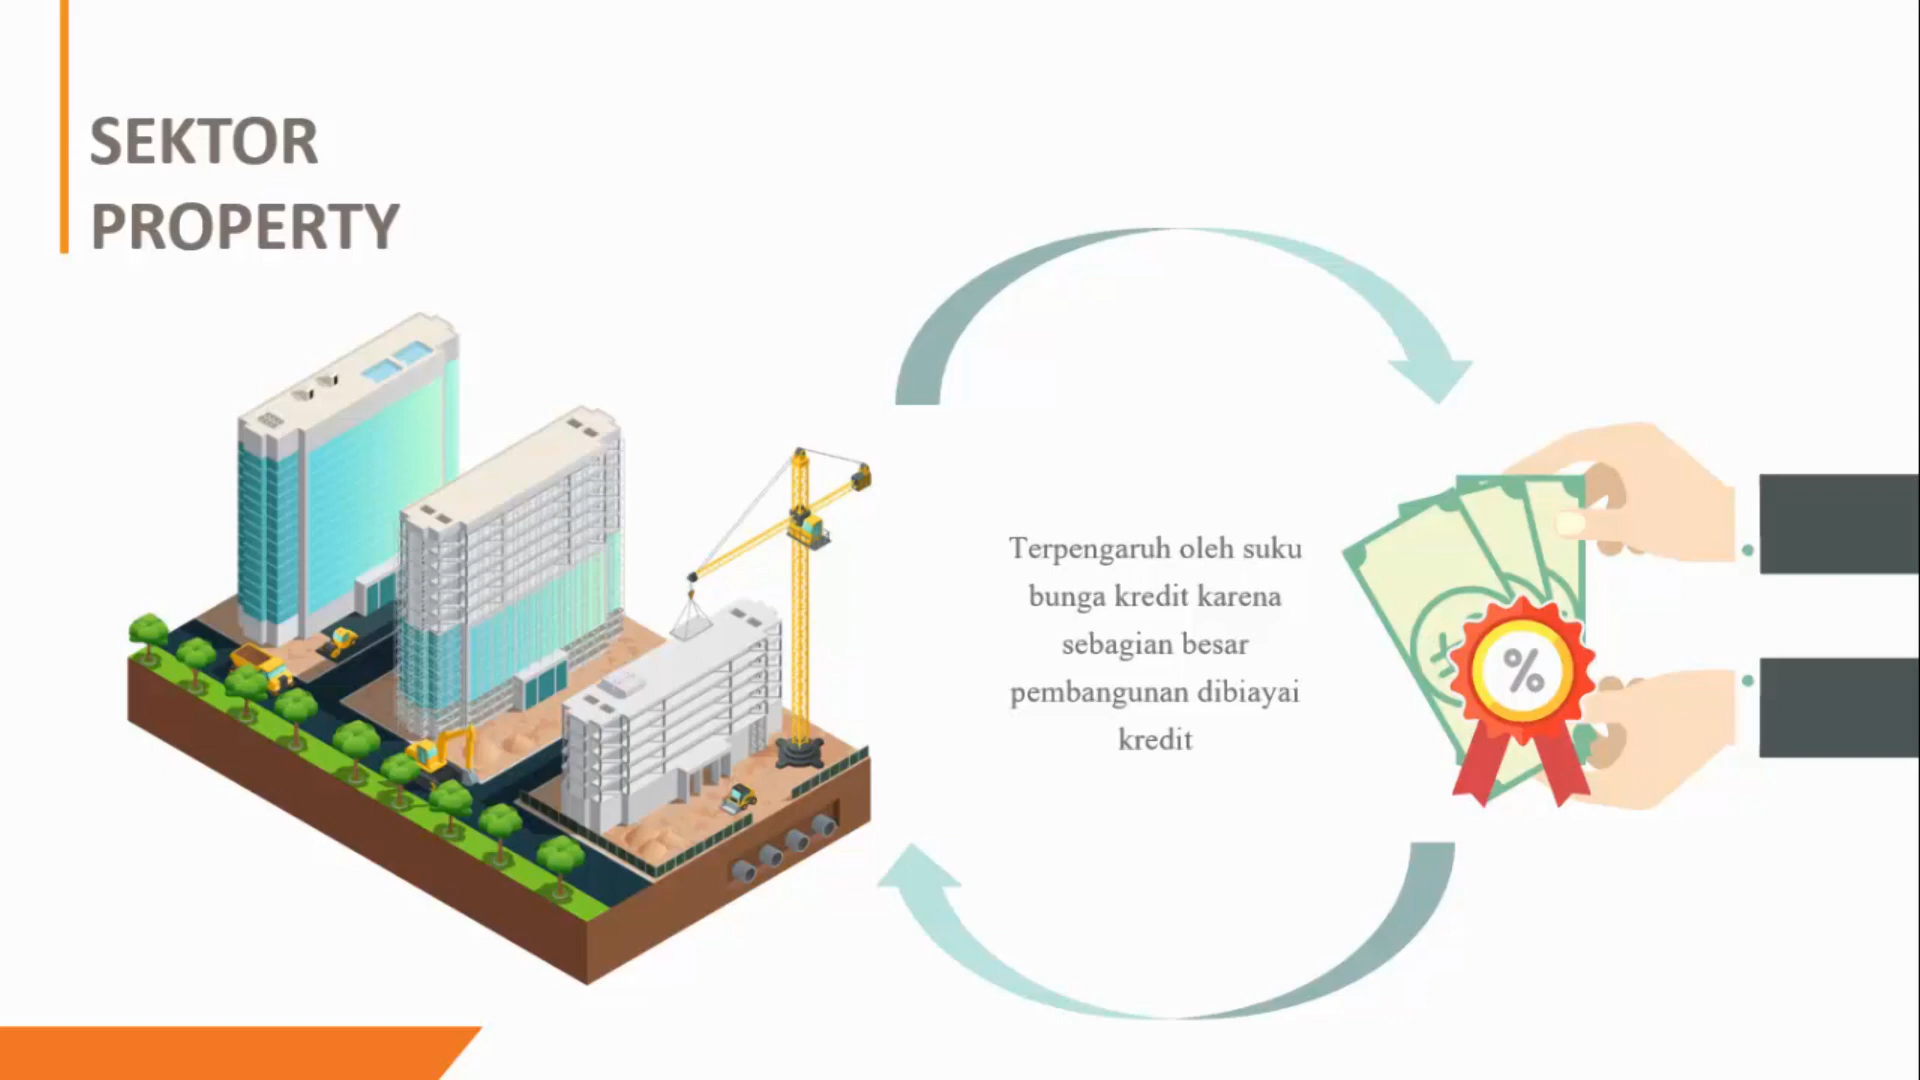 SEKTOR
PROPERTY
Terpengaruh oleh suku
bunga kredit karena
sebagian besar
pembangunan dibiayai
kredit
%